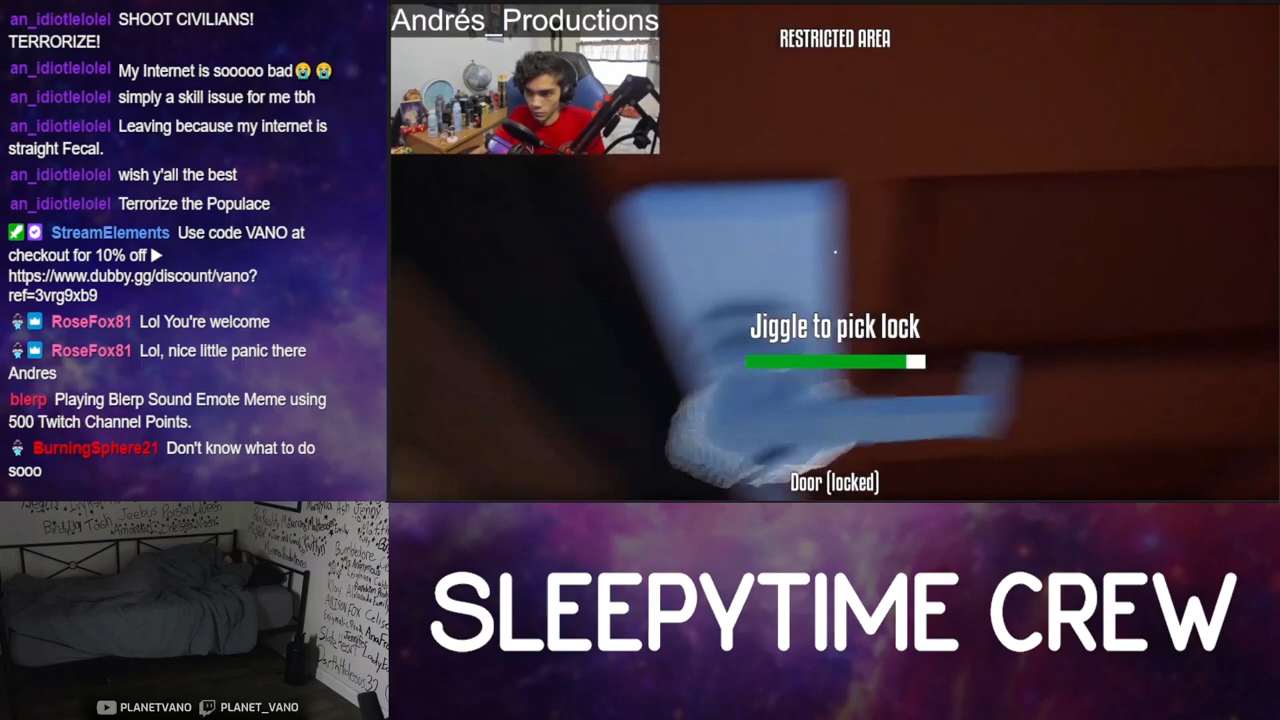 an_idiotlelolel SHOOT CIVILIANS!
TERRORIZE!
an_idiotlelolel My Internet is sooooo bad😭 😭
an_idiotlelolel simply a skill issue for me tbh
an_idiotlelolel Leaving because my internet is
straight Fecal.
an_idiotlelolel wish y'all the best
an_idiotlelolel Terrorize the Populace
StreamElements Use code VANO at
checkout for 10% off ▶
https://www.dubby.gg/discount/vano?
ref=3vrg9xb9
RoseFox81 Lol You're welcome
RoseFox81 Lol, nice little panic there
Andres
blerp Playing Blerp Sound Emote Meme using
500 Twitch Channel Points.
BurningSphere21 Don't know what to do
sooo
Andrés_Productions
RESTRICTED AREA
Jiggle to pick lock
Door (locked)
Jeebus Poison Queen
Bumbelore
PLANETVANO PLANET_VANO
SLEEPYTIME CREW